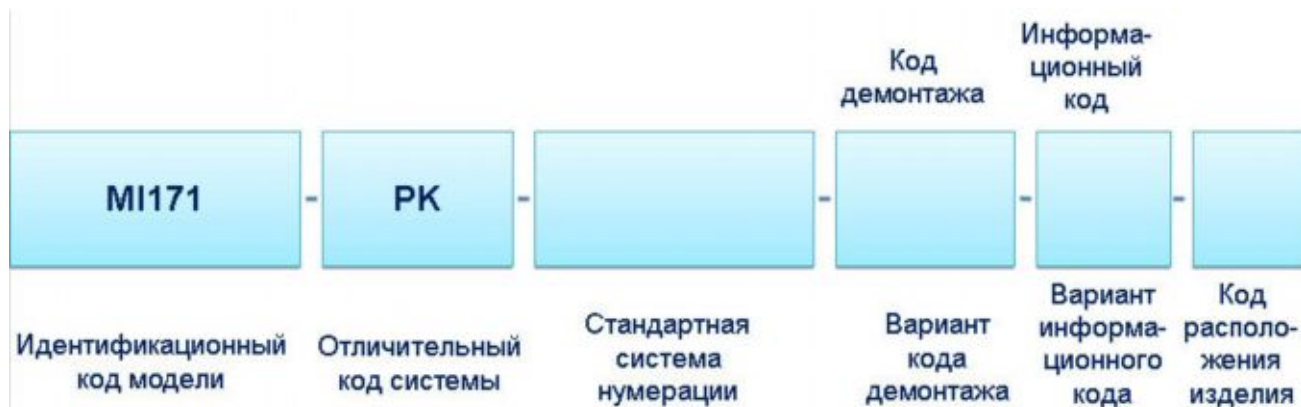 Код
демонтажа
Информа-
ционный
код
MI171
-
PK
-
-
-
-
Идентификационный
код модели
Отличительный
код системы
Стандартная
система
нумерации
Вариант
кода
демонтажа
Вариант
информа-
ционного
кода
Код
располо-
жения
изделия